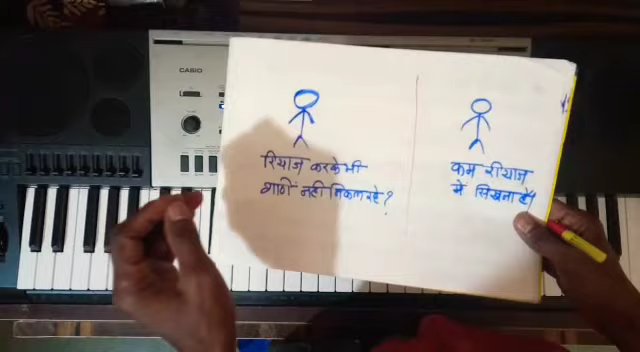 CASIO
रियाज करके भी
गाने नही निकल रहे ?
कम रीयाज
मे सिखना है